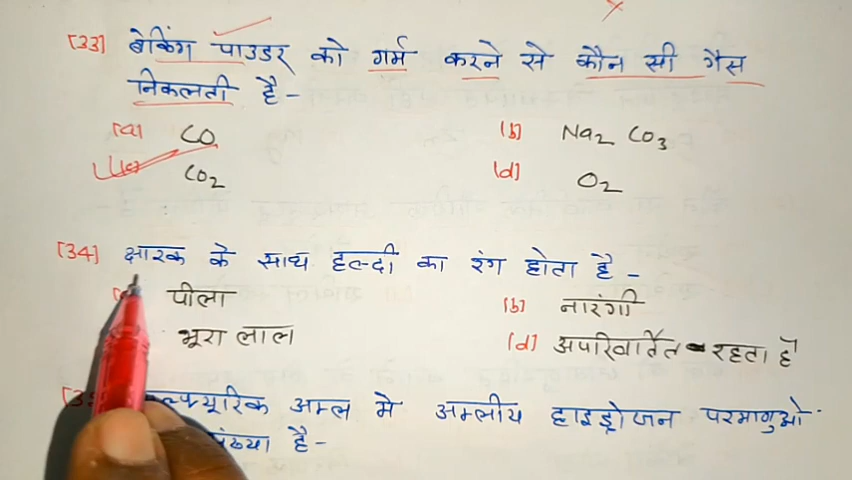 [33] बेकिंग पाउडर को गर्म करने से कौन सी गैस
निकलती है-
[a] CO [b] Na₂ CO₃
[c] CO₂ [d] O₂
[34] क्षारक के साथ हल्दी का रंग होता है-
पीला [b] नारंगी
भूरा लाल [d] अपरिवर्तित - रहता है
अम्ल मे अम्लीय हाइड्रोजन परमाणुओ
है-